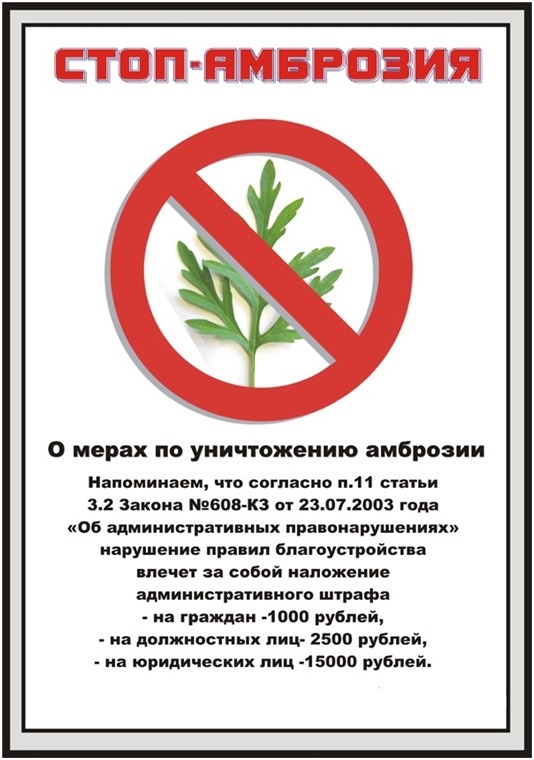 СТОП-АМБРОЗИЯ
О мерах по уничтожению амброзии
Напоминаем, что согласно п.11 статьи
3.2 Закона №608-КЗ от 23.07.2003 года
«Об административных правонарушениях»
нарушение правил благоустройства
влечет за собой наложение
административного штрафа
- на граждан -1000 рублей,
- на должностных лиц- 2500 рублей,
- на юридических лиц -15000 рублей.